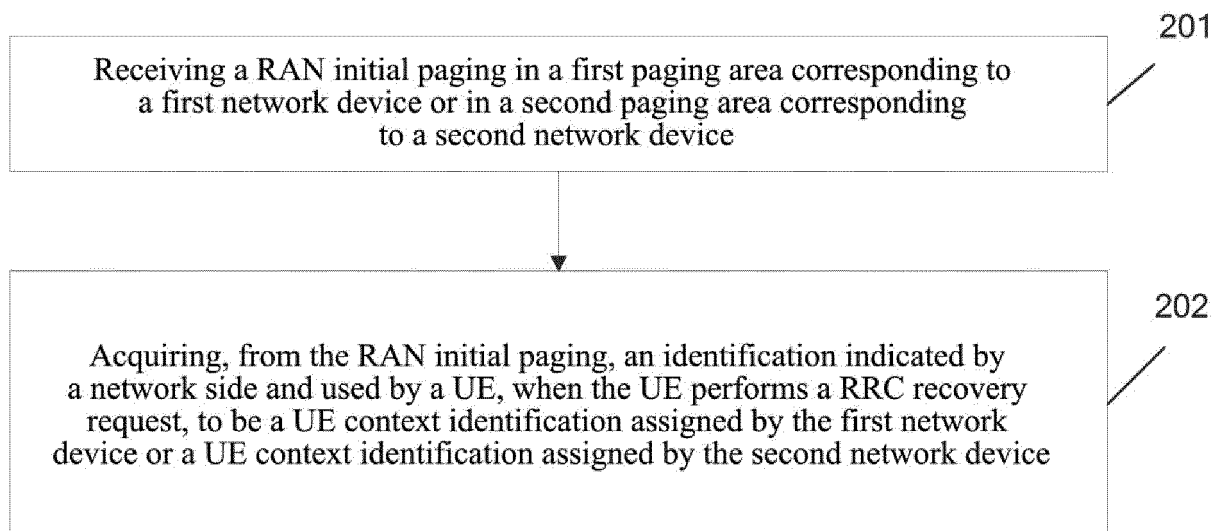 201
Receiving a RAN initial paging in a first paging area corresponding to
a first network device or in a second paging area corresponding
to a second network device
202
Acquiring, from the RAN initial paging, an identification indicated by
a network side and used by a UE, when the UE performs a RRC recovery
request, to be a UE context identification assigned by the first network
device or a UE context identification assigned by the second network device